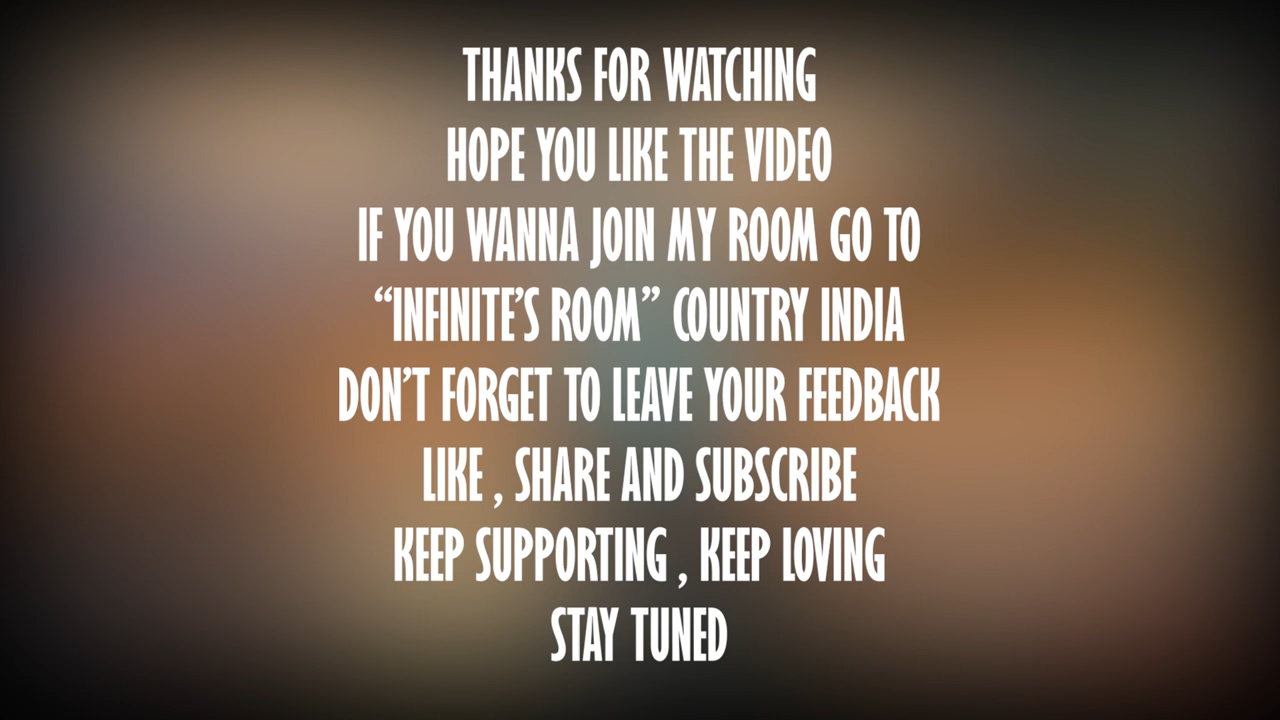 THANKS FOR WATCHING
HOPE YOU LIKE THE VIDEO
IF YOU WANNA JOIN MY ROOM GO TO
“INFINITE’S ROOM” COUNTRY INDIA
DON’T FORGET TO LEAVE YOUR FEEDBACK
LIKE , SHARE AND SUBSCRIBE
KEEP SUPPORTING , KEEP LOVING
STAY TUNED